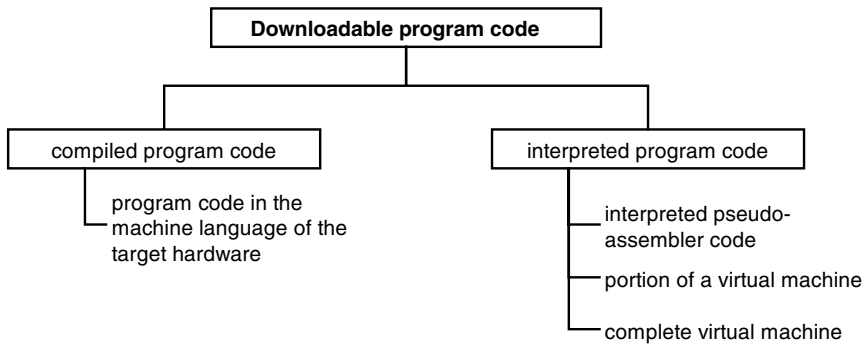 Downloadable program code
compiled program code
program code in the
machine language of the
target hardware
interpreted program code
interpreted pseudo-
assembler code
portion of a virtual machine
complete virtual machine